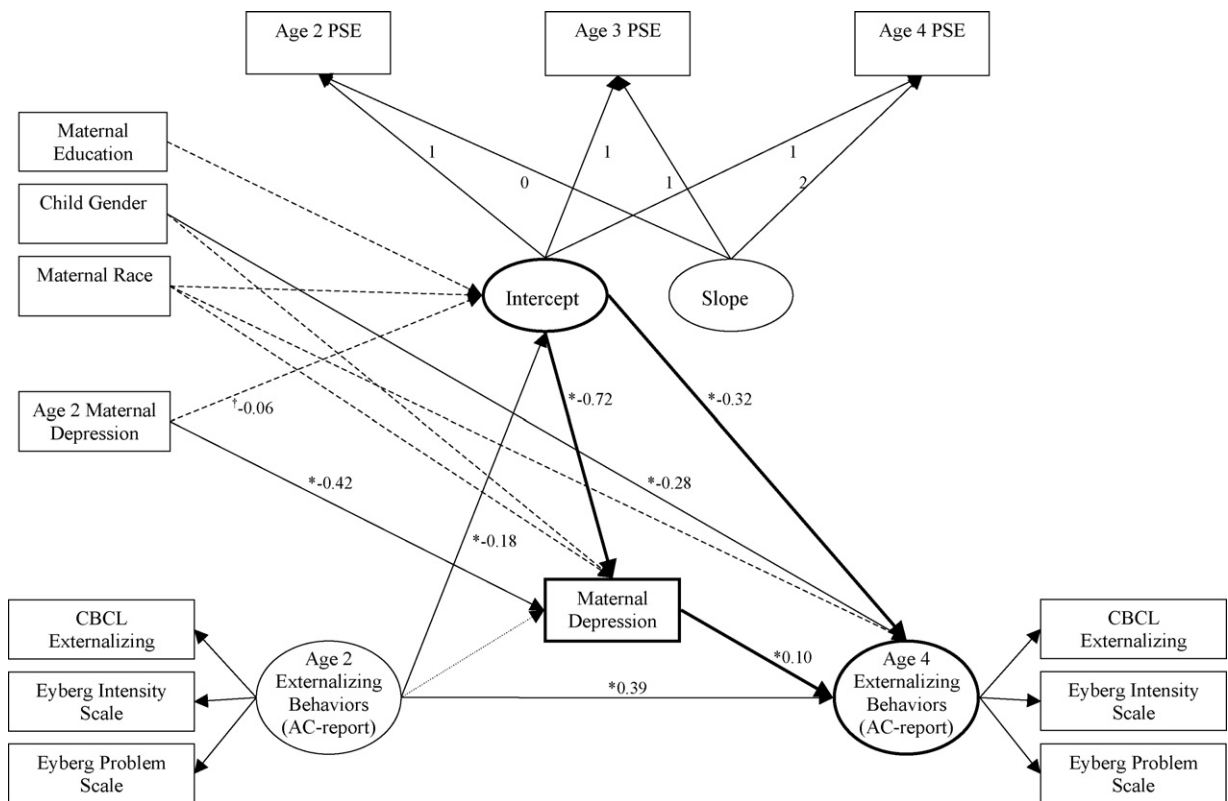 Age 2 PSE
Age 3 PSE
Age 4 PSE
Maternal
Education
1
1
1
0
1
2
Child Gender
Maternal Race
Intercept
Slope
Age 2 Maternal
Depression
†-0.06
*-0.72
*-0.32
*-0.42
*-0.28
*-0.18
Maternal
Depression
CBCL
Externalizing
Eyberg Intensity
Scale
Eyberg Problem
Scale
Age 2
Externalizing
Behaviors
(AC-report)
*0.39
*0.10
Age 4
Externalizing
Behaviors
(AC-report)
CBCL
Externalizing
Eyberg Intensity
Scale
Eyberg Problem
Scale